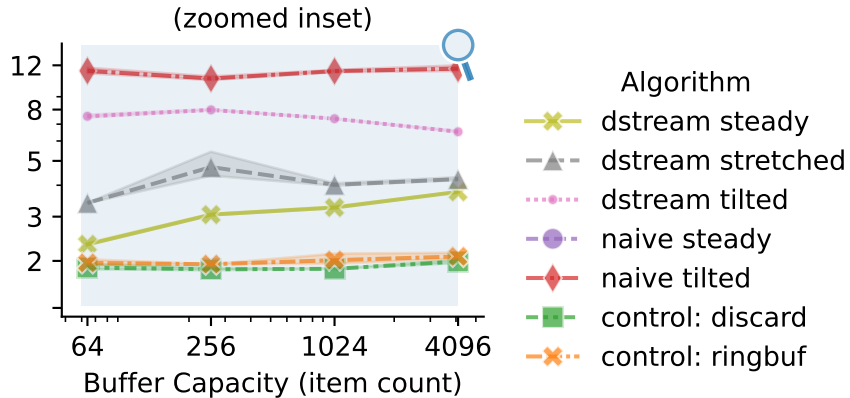 (zoomed inset)
12
8
5
3
2
64 256 1024 4096
Buffer Capacity (item count)
Algorithm
dstream steady
dstream stretched
dstream tilted
naive steady
naive tilted
control: discard
control: ringbuf